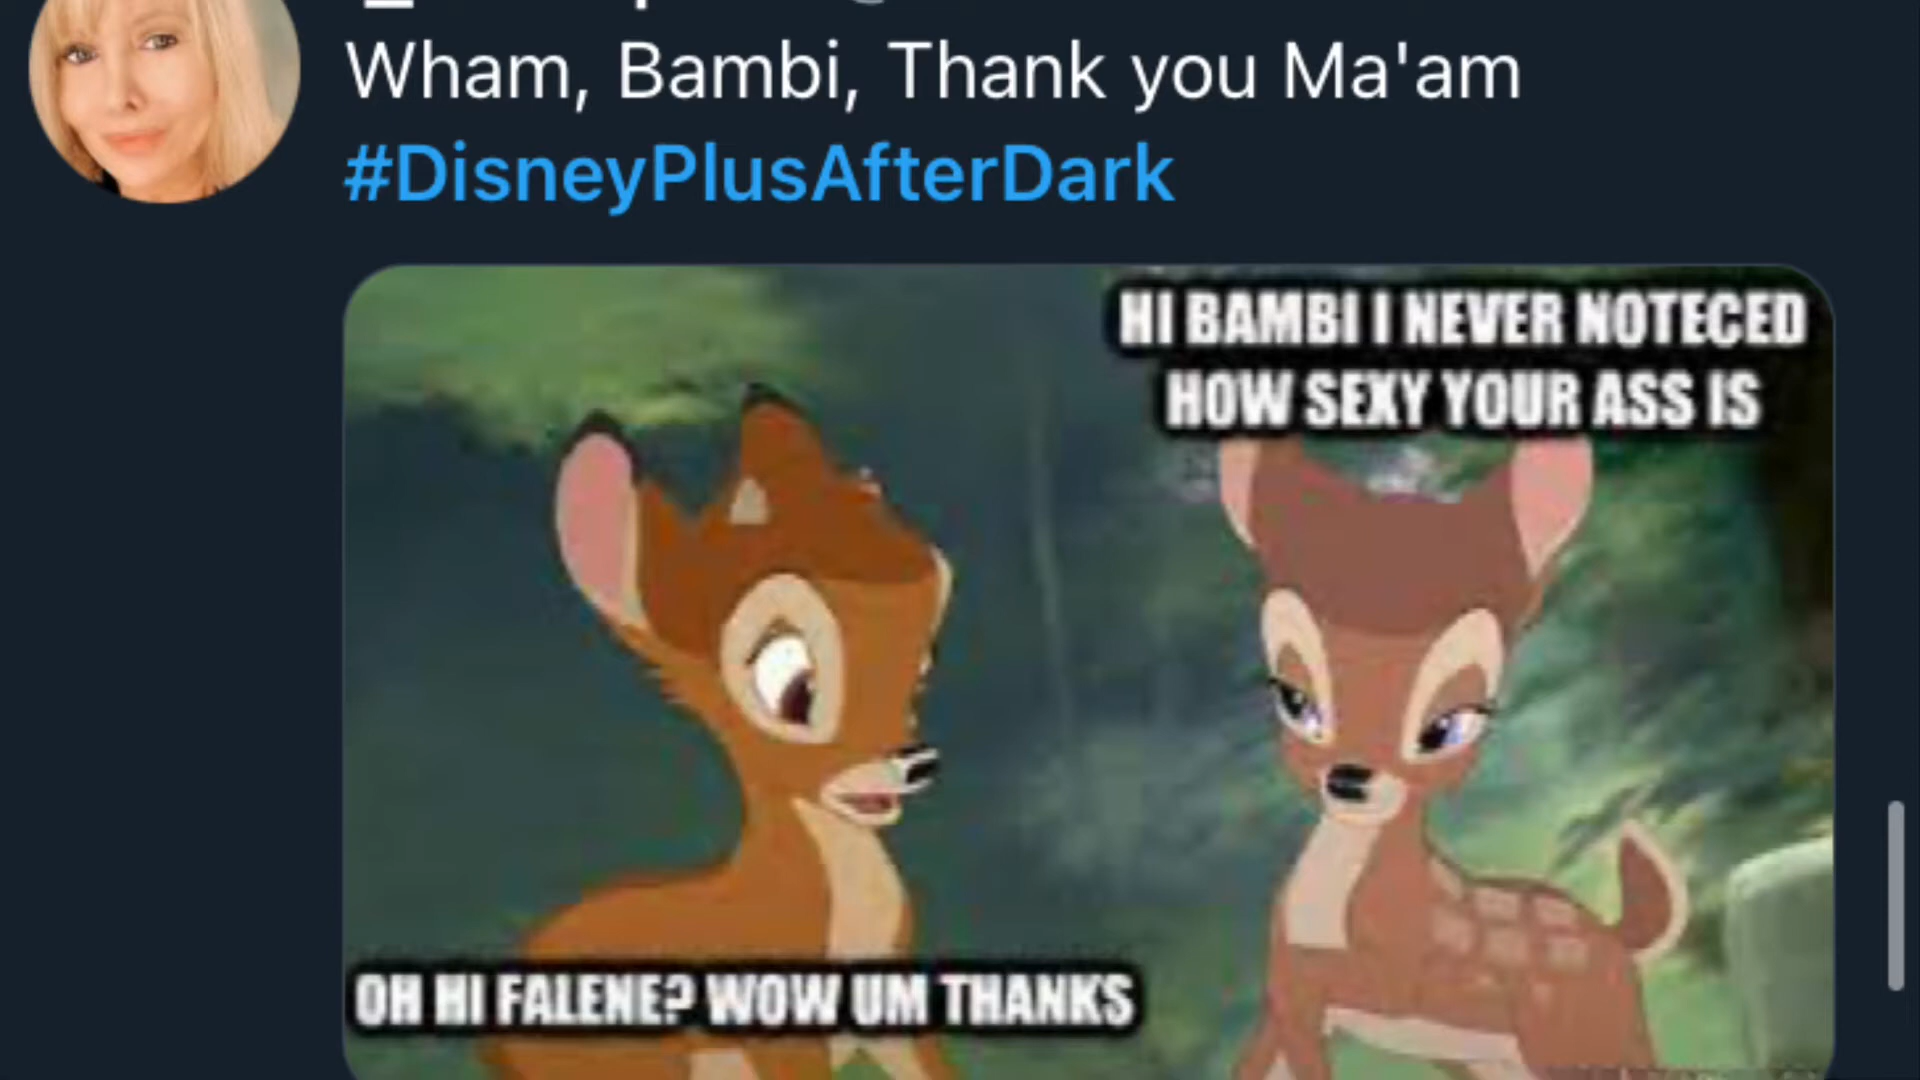 Wham, Bambi, Thank you Ma'am
#DisneyPlusAfterDark
HI BAMBI I NEVER NOTECED
HOW SEXY YOUR ASS IS
OH HI FALENE? WOW UM THANKS